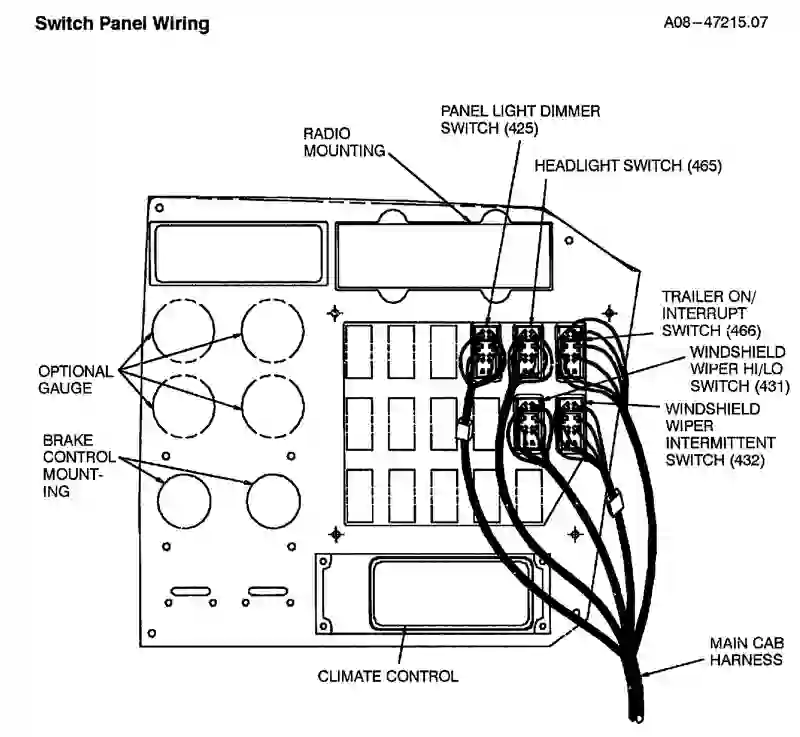 Switch Panel Wiring
A08-47215.07
PANEL LIGHT DIMMER
SWITCH (425)
RADIO
MOUNTING
HEADLIGHT SWITCH (465)
TRAILER ON/
INTERRUPT
SWITCH (466)
WINDSHIELD
WIPER HI/LO
SWITCH (431)
OPTIONAL
GAUGE
WINDSHIELD
WIPER
INTERMITTENT
SWITCH (432)
BRAKE
CONTROL
MOUNT-
ING
MAIN CAB
HARNESS
CLIMATE CONTROL